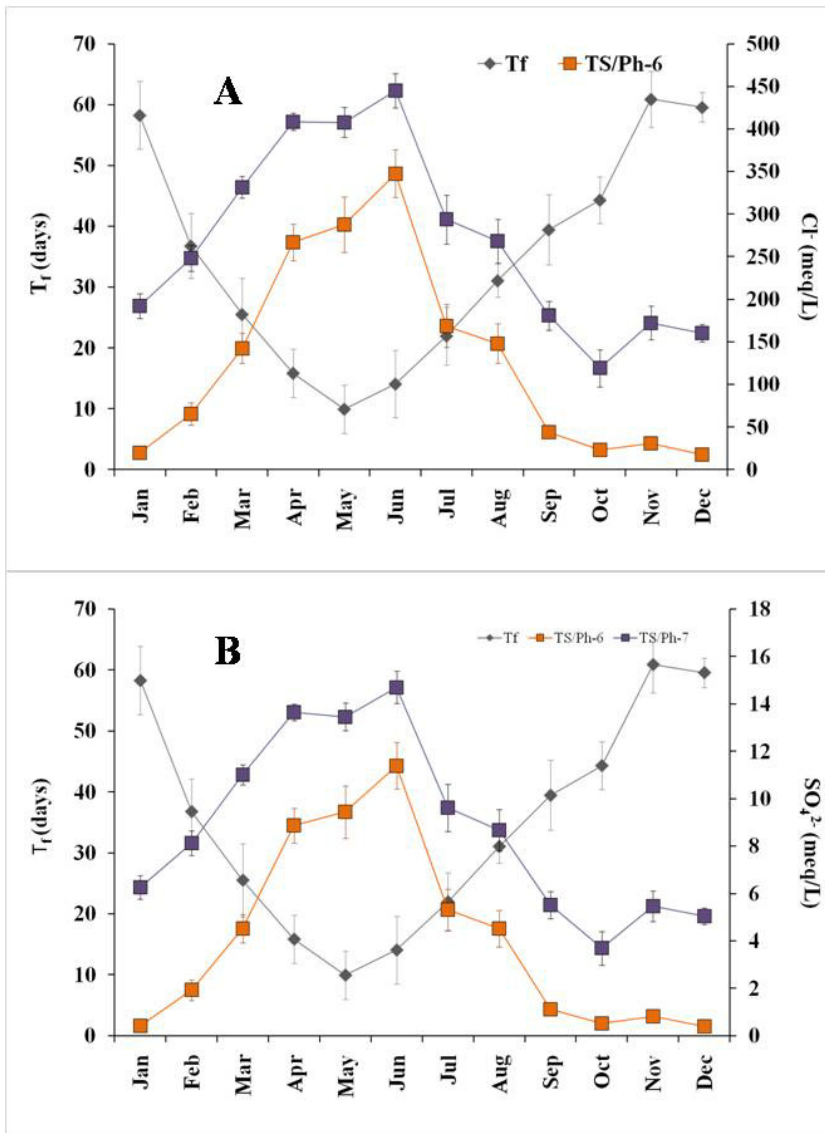 A
Tf
TS/Ph-6
70
60
50
40
30
20
10
0
Tf (days)
500
450
400
350
300
250
200
150
100
50
0
Cl- (meq/L)
Jan
Feb
Mar
Apr
May
Jun
Jul
Aug
Sep
Oct
Nov
Dec
B
Tf
TS/Ph-6
TS/Ph-7
70
60
50
40
30
20
10
0
Tf (days)
18
16
14
12
10
8
6
4
2
0
SO₄²⁻ (meq/L)
Jan
Feb
Mar
Apr
May
Jun
Jul
Aug
Sep
Oct
Nov
Dec